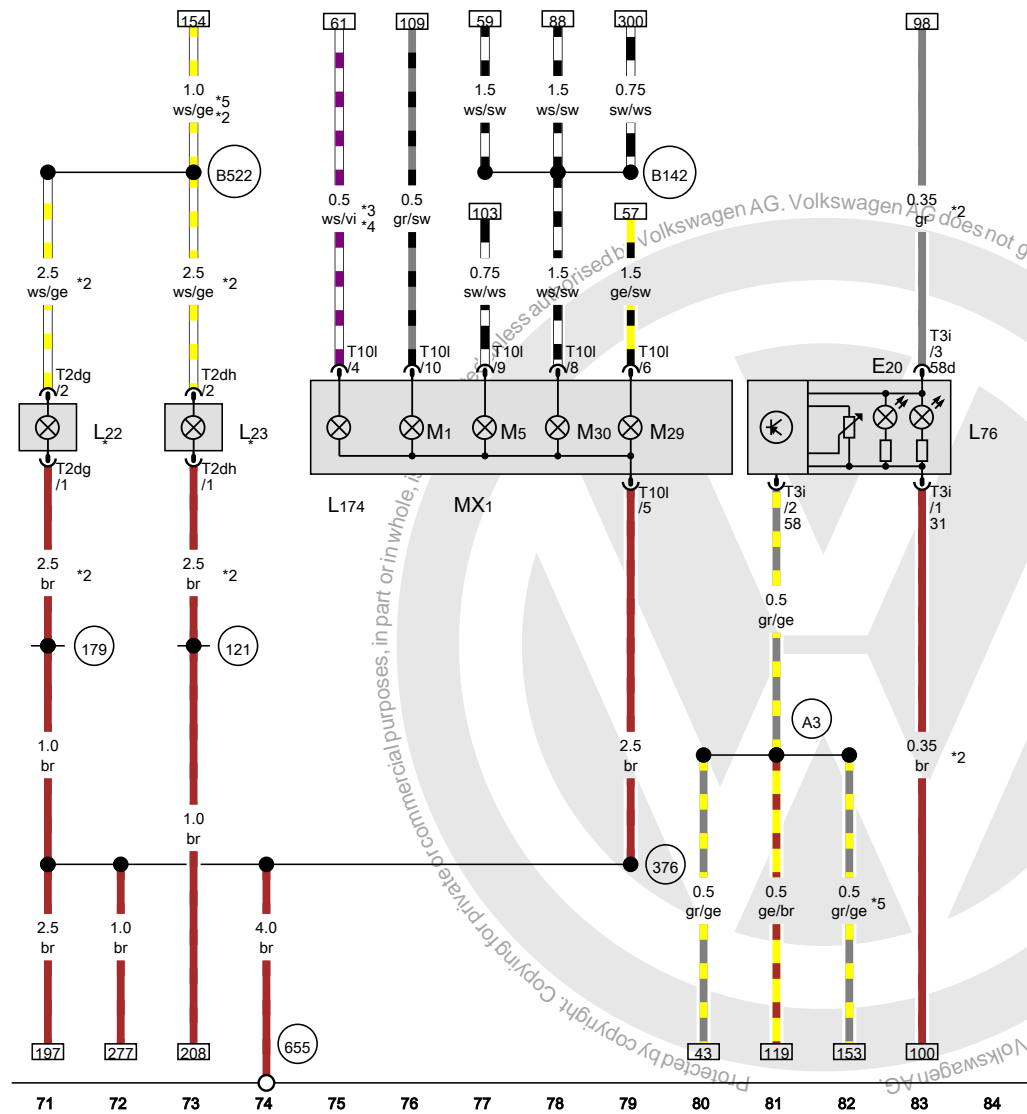 154 61 109 59 88 300 98
1.0 ws/ge *5 *2
1.5 ws/sw
1.5 ws/sw
0.75 sw/ws
B522
B142
0.5 ws/vi *3 *4
0.5 gr/sw
103
57
0.35 gr *2
2.5 ws/ge *2
2.5 ws/ge *2
0.75 sw/ws
1.5 ws/sw
1.5 ge/sw
T2dg /2
T2dh /2
T10l /4
T10l /10
T10l /9
T10l /8
T10l /6
E20
T3i /3 58d
L22 *
L23 *
M1
M5
M30
M29
L76
T2dg /1
T2dh /1
L174
MX1
T10l /5
T3i /2 58
T3i /1 31
2.5 br *2
2.5 br *2
0.5 gr/ge
179
121
A3
1.0 br
2.5 br
0.35 br *2
1.0 br
376
2.5 br
1.0 br
4.0 br
0.5 gr/ge
0.5 ge/br
0.5 gr/ge *5
655
197 277 208 43 119 153 100
71 72 73 74 75 76 77 78 79 80 81 82 83 84
Protected by copyright. Copying for private or commercial purposes, in part or in whole, is
unless authorised by Volkswagen AG. Volkswagen AG does not g
Volkswagen AG.